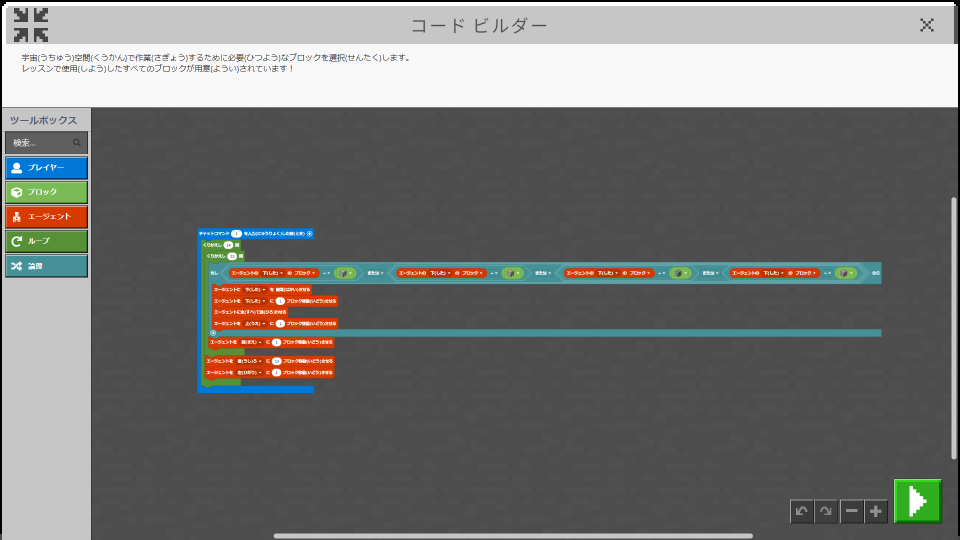 コード ビルダー
宇宙(うちゅう)空間(くうかん)で作業(さぎょう)するために必要(ひつよう)なブロックを選択(せんたく)します。
レッスンで使用(しよう)したすべてのブロックが用意(ようい)されています！
ツールボックス
検索...
プレイヤー
ブロック
エージェント
ループ
論理
チャットコマンド を入力(にゅうりょく)した時(とき)
くりかえし 回
くりかえし 回
もし エージェントの 下(した) の ブロック = または エージェントの 下(した) の ブロック = または エージェントの 下(した) の ブロック = または エージェントの 下(した) の ブロック = なら
エージェントに 下(した) を 破壊(はかい)させる
エージェントを 下(した) に 1 ブロック移動(いどう)させる
エージェントに全(すべ)て拾(ひろ)わせる
エージェントを 上(うえ) に 1 ブロック移動(いどう)させる
エージェントを 前(まえ) に 1 ブロック移動(いどう)させる
エージェントを 後(うし)ろ に ブロック移動(いどう)させる
エージェントを 左(ひだり) に 1 ブロック移動(いどう)させる